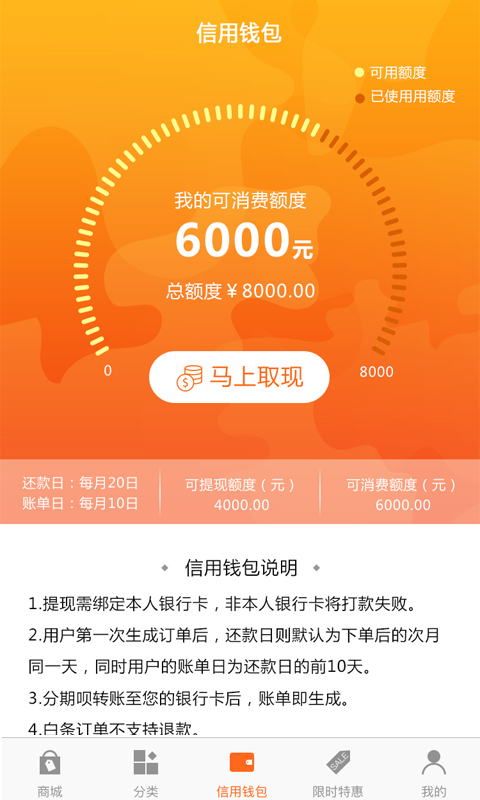 信用钱包
可用额度
已使用用额度
我的可消费额度
6000元
总额度￥8000.00
0
马上取现
8000
还款日：每月20日
账单日：每月10日
可提现额度（元）
4000.00
可消费额度（元）
6000.00
信用钱包说明
1.提现需绑定本人银行卡，非本人银行卡将打款失败。
2.用户第一次生成订单后，还款日则默认为下单后的次月
同一天，同时用户的账单日为还款日的前10天。
3.分期呗转账至您的银行卡后，账单即生成。
4.白条订单不支持退款。
商城
分类
信用钱包
SALE
限时特惠
我的